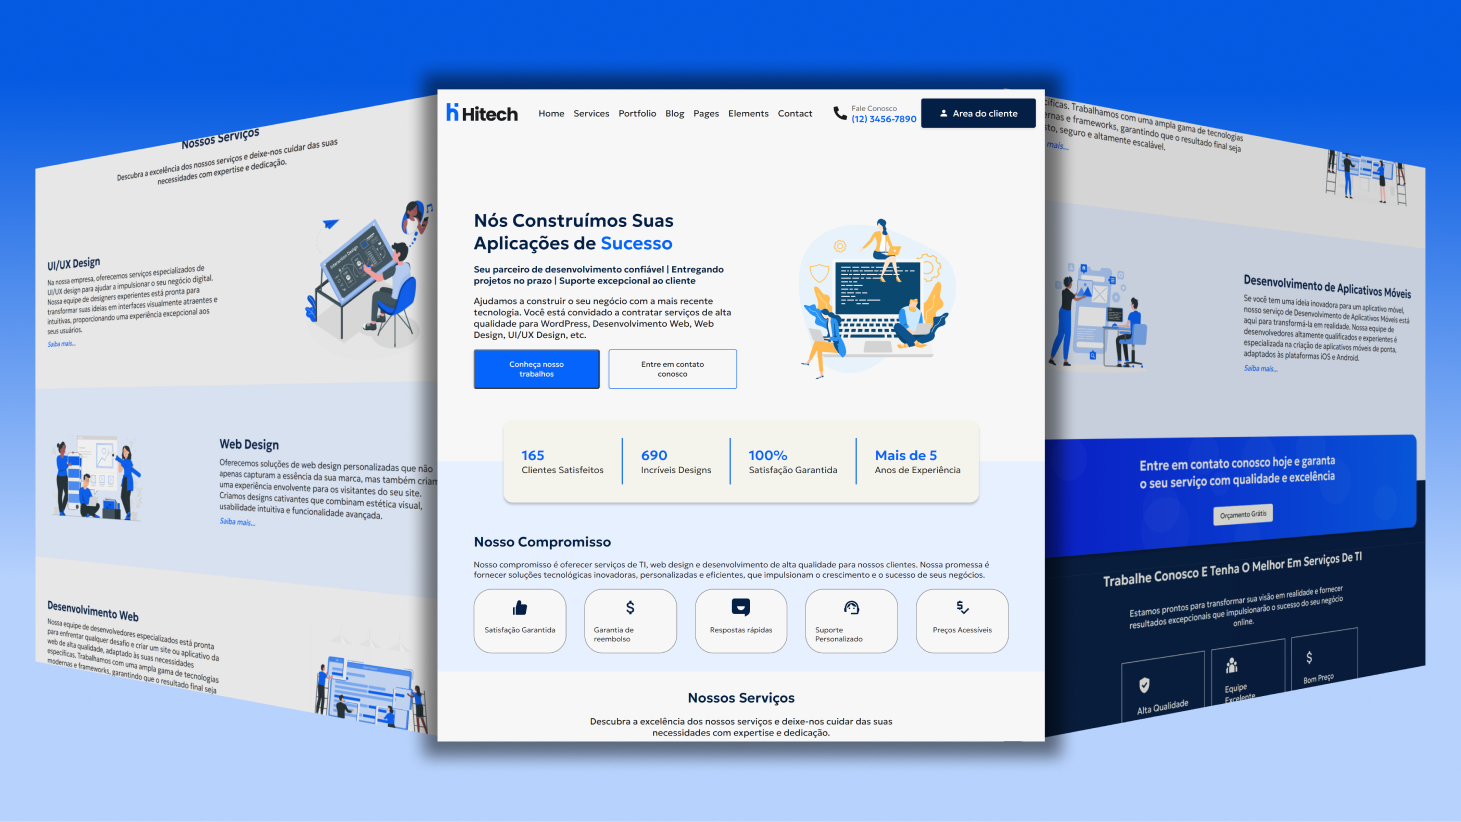 Hitech
Home Services Portfolio Blog Pages Elements Contact
Fale Conosco
(12) 3456-7890
Area do cliente
Nós Construímos Suas
Aplicações de Sucesso
Seu parceiro de desenvolvimento confiável | Entregando
projetos no prazo | Suporte excepcional ao cliente
Ajudamos a construir o seu negócio com a mais recente
tecnologia. Você está convidado a contratar serviços de alta
qualidade para WordPress, Desenvolvimento Web, Web
Design, UI/UX Design, etc.
Conheça nosso
trabalhos
Entre em contato
conosco
165
Clientes Satisfeitos
690
Incríveis Designs
100%
Satisfação Garantida
Mais de 5
Anos de Experiência
Nosso Compromisso
Nosso compromisso é oferecer serviços de TI, web design e desenvolvimento de alta qualidade para nossos clientes. Nossa promessa é
fornecer soluções tecnológicas inovadoras, personalizadas e eficientes, que impulsionam o crescimento e o sucesso de seus negócios.
Satisfação Garantida
Garantia de
reembolso
Respostas rápidas
Suporte
Personalizado
Preços Acessíveis
Nossos Serviços
Descubra a excelência dos nossos serviços e deixe-nos cuidar das suas
necessidades com expertise e dedicação.
Nossos Serviços
Descubra a excelência dos nossos serviços e deixe-nos cuidar das suas
necessidades com expertise e dedicação.
UI/UX Design
Na nossa empresa, oferecemos serviços especializados de
UI/UX design para ajudar a impulsionar o seu negócio digital.
Nossa equipe de designers experientes está pronta para
transformar suas ideias em interfaces visualmente atraentes e
intuitivas, proporcionando uma experiência excepcional aos
seus usuários.
Saiba mais...
Web Design
Oferecemos soluções de web design personalizadas que não
apenas capturam a essência da sua marca, mas também criam
uma experiência envolvente para os visitantes do seu site.
Criamos designs cativantes que combinam estética visual,
usabilidade intuitiva e funcionalidade avançada.
Saiba mais...
Desenvolvimento Web
Nossa equipe de desenvolvedores especializados está pronta
para enfrentar qualquer desafio e criar um site ou aplicativo da
web de alta qualidade, adaptado às suas necessidades
específicas. Trabalhamos com uma ampla gama de tecnologias
modernas e frameworks, garantindo que o resultado final seja
cíficas. Trabalhamos com uma ampla gama de tecnologias
rnas e frameworks, garantindo que o resultado final seja
sto, seguro e altamente escalável.
mais...
Desenvolvimento de Aplicativos Móveis
Se você tem uma ideia inovadora para um aplicativo móvel,
nosso serviço de Desenvolvimento de Aplicativos Móveis está
aqui para transformá-la em realidade. Nossa equipe de
desenvolvedores altamente qualificados e experientes é
especializada na criação de aplicativos móveis de ponta,
adaptados às plataformas iOS e Android.
Saiba mais...
Entre em contato conosco hoje e garanta
o seu serviço com qualidade e excelência
Orçamento Grátis
Trabalhe Conosco E Tenha O Melhor Em Serviços De TI
Estamos prontos para transformar sua visão em realidade e fornecer
resultados excepcionais que impulsionarão o sucesso do seu negócio
online.
Alta Qualidade
Equipe
Excelente
Bom Preço